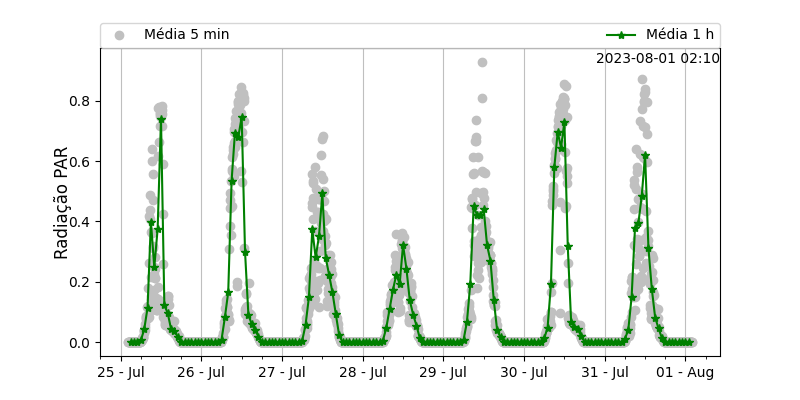 Média 5 min
Média 1 h
2023-08-01 02:10
Radiação PAR
0.8
0.6
0.4
0.2
0.0
25 - Jul
26 - Jul
27 - Jul
28 - Jul
29 - Jul
30 - Jul
31 - Jul
01 - Aug